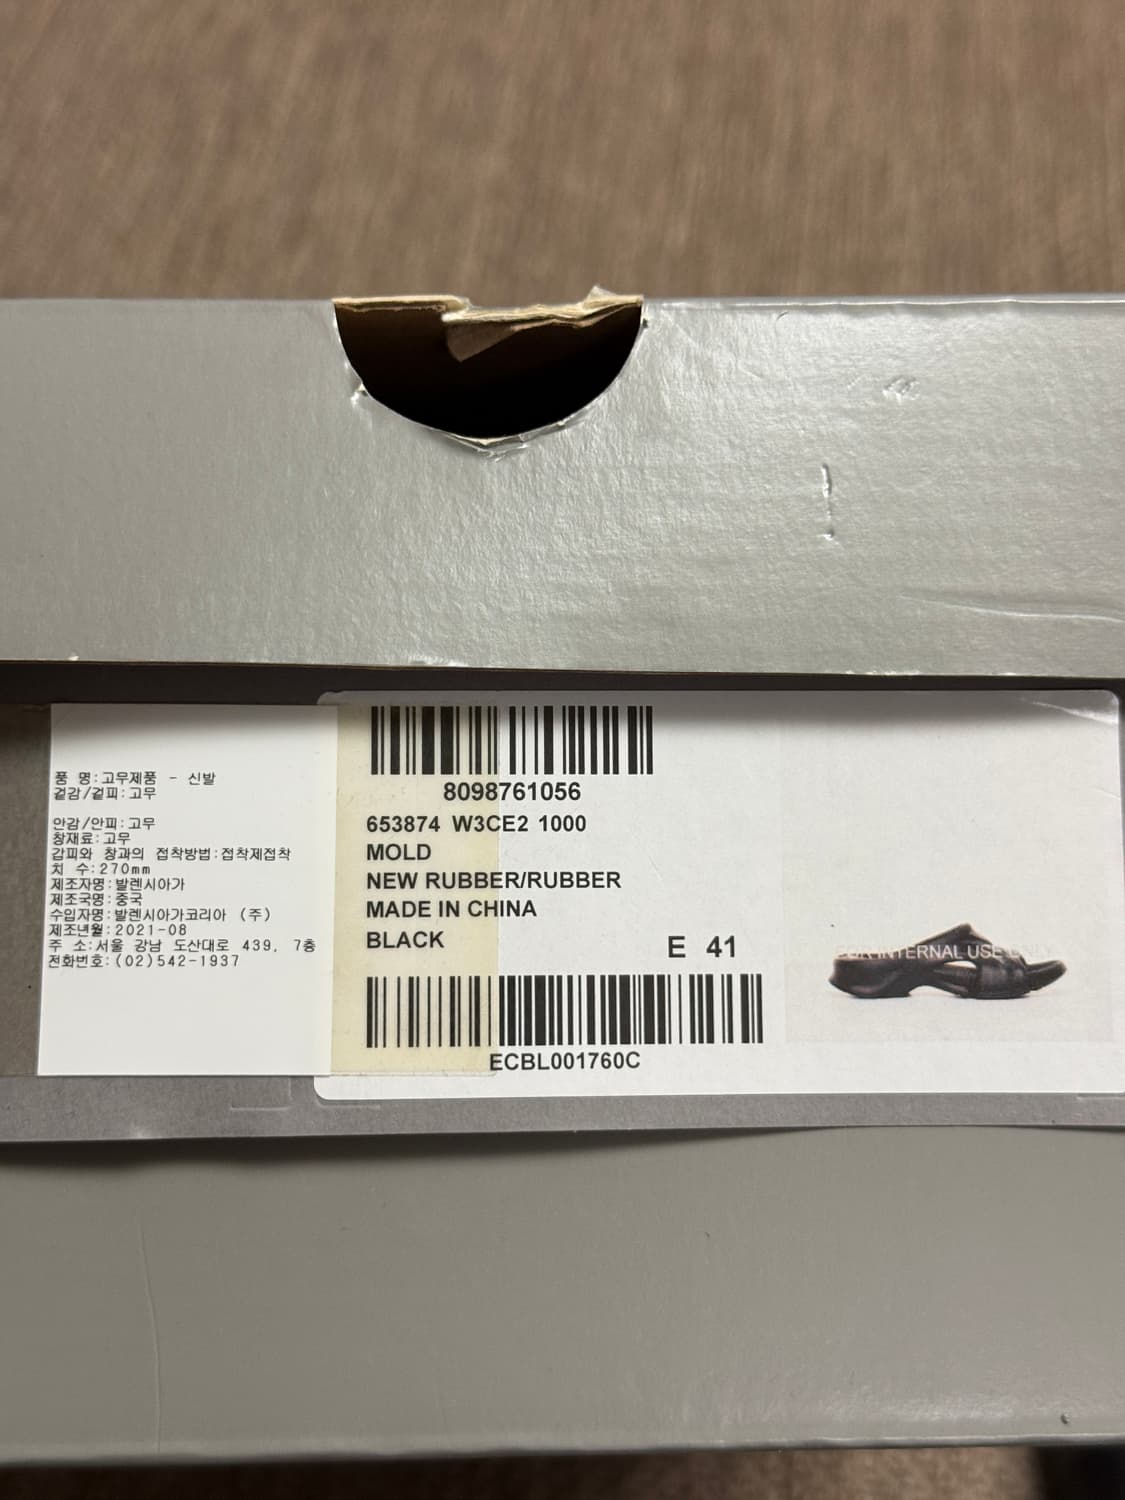 품 명:고무제품 - 신발
겉감/겉피:고무
안감/안피:고무
창재료:고무
갑피와 창과의 접착방법:접착제접착
치 수:270mm
제조자명:발렌시아가
제조국명:중국
수입자명:발렌시아가코리아 (주)
제조년월:2021-08
주 소:서울 강남 도산대로 439, 7층
전화번호:(02)542-1937
8098761056
653874 W3CE2 1000
MOLD
NEW RUBBER/RUBBER
MADE IN CHINA
BLACK
E 41
ECBL001760C
FOR INTERNAL USE ONLY